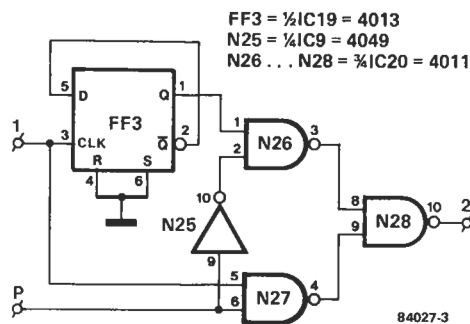 FF3 = ½IC19 = 4013
N25 = ¼IC9 = 4049
N26 . . . N28 = ¾IC20 = 4011
5 D Q 1
FF3
1
3 CLK Q 2
R S
4 6
1
2
N26
3
10
N25
9
8
9
N28
10
2
5
6
N27
4
P
84027-3